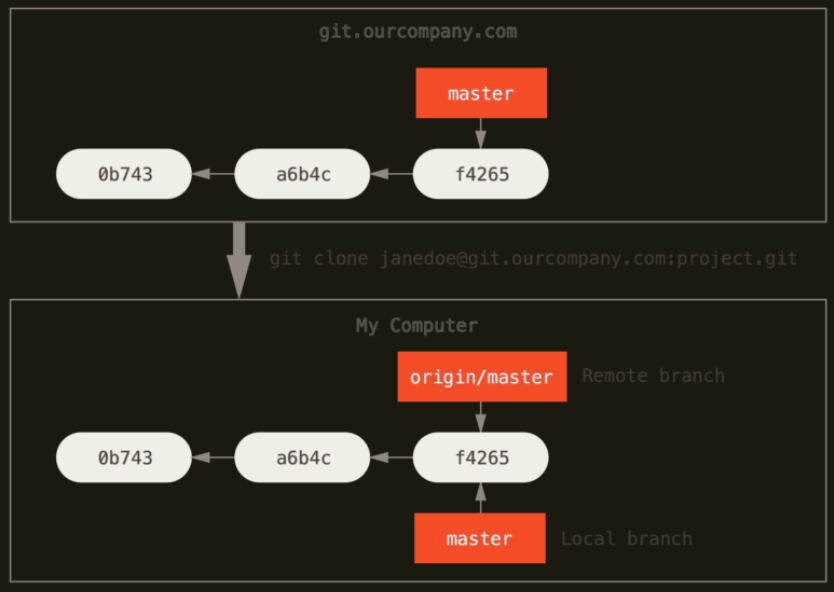 git.ourcompany.com
master
0b743
a6b4c
f4265
git clone janedoe@git.ourcompany.com:project.git
My Computer
origin/master
Remote branch
0b743
a6b4c
f4265
master
Local branch